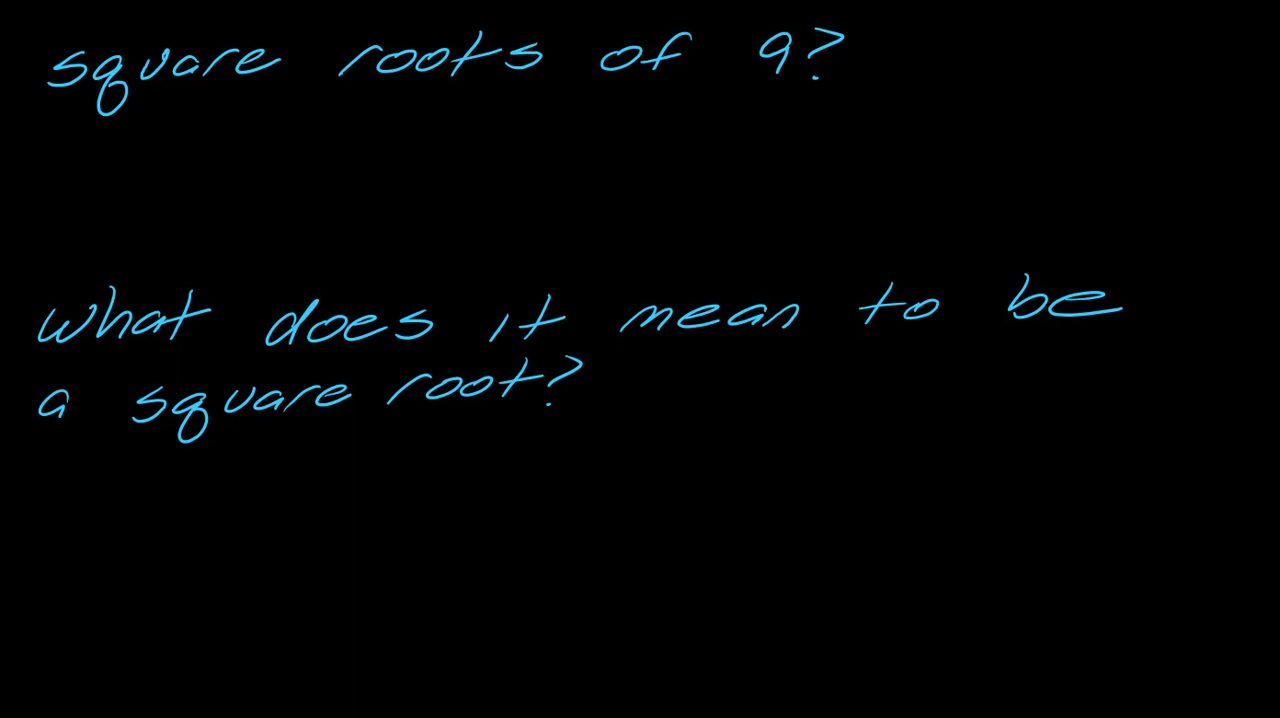 square roots of 9?
what does it mean to be
a square root?